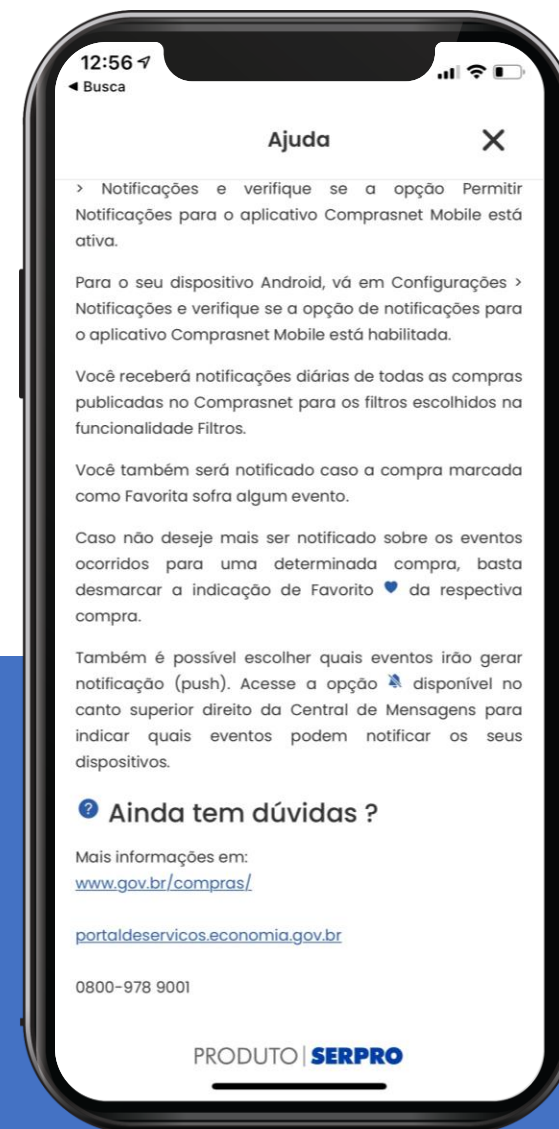 12:56
◀ Busca
Ajuda
> Notificações e verifique se a opção Permitir
Notificações para o aplicativo Comprasnet Mobile está
ativa.
Para o seu dispositivo Android, vá em Configurações >
Notificações e verifique se a opção de notificações para
o aplicativo Comprasnet Mobile está habilitada.
Você receberá notificações diárias de todas as compras
publicadas no Comprasnet para os filtros escolhidos na
funcionalidade Filtros.
Você também será notificado caso a compra marcada
como Favorita sofra algum evento.
Caso não deseje mais ser notificado sobre os eventos
ocorridos para uma determinada compra, basta
desmarcar a indicação de Favorito da respectiva
compra.
Também é possível escolher quais eventos irão gerar
notificação (push). Acesse a opção disponível no
canto superior direito da Central de Mensagens para
indicar quais eventos podem notificar os seus
dispositivos.
Ainda tem dúvidas ?
Mais informações em:
www.gov.br/compras/
portaldeservicos.economia.gov.br
0800-978 9001
PRODUTO | SERPRO